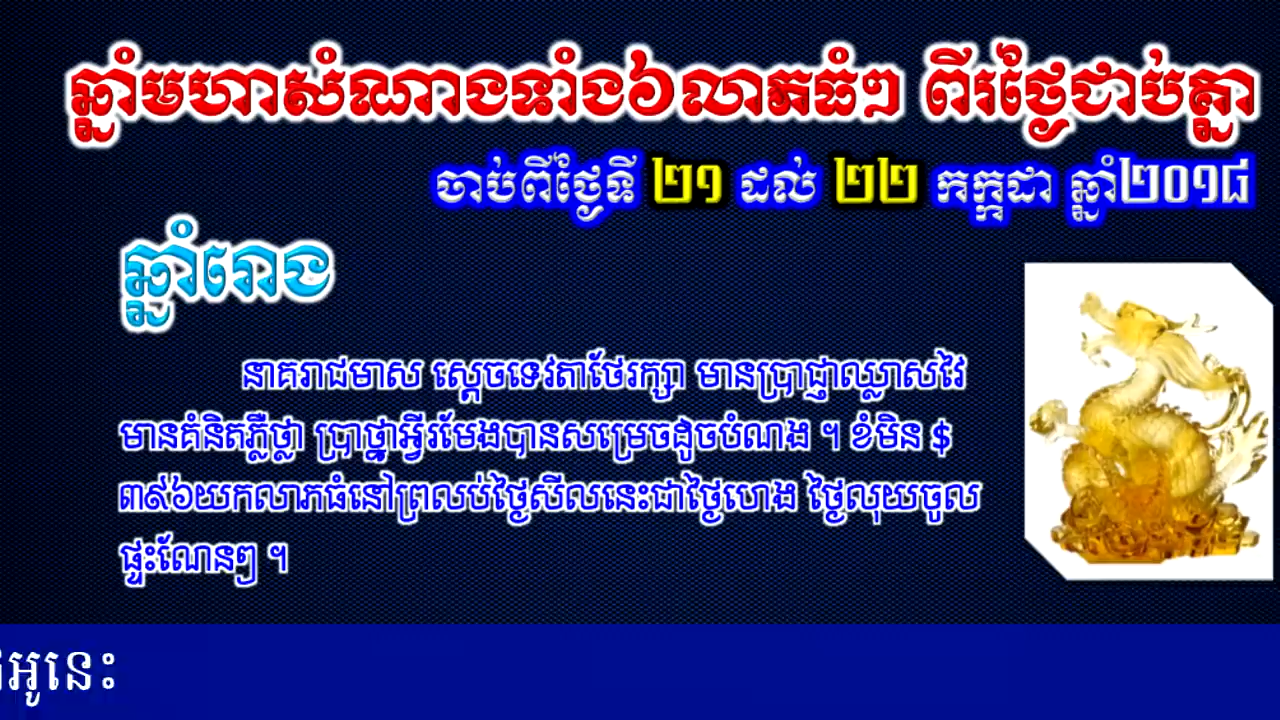 ឆ្នាំមហាសំណាងទាំង៦លាភធំៗ ពីរថ្ងៃជាប់គ្នា
ចាប់ពីថ្ងៃទី ២១ ដល់ ២២ កក្កដា ឆ្នាំ២០១៨
ឆ្នាំរោង
នាគរាជមាស ស្តេចទេវតាថែរក្សា មានប្រាជ្ញាឈ្លាសវៃ
មានគំនិតភ្លឺថ្លា ប្រាថ្នាអ្វីរមែងបានសម្រេចដូចបំណង ។ ខំមិន $
៣៩៦យកលាភធំនៅព្រលប់ថ្ងៃសីលនេះជាថ្ងៃហេង ថ្ងៃលុយចូល
ផ្ទះណែនៗ ។
អូនេះ